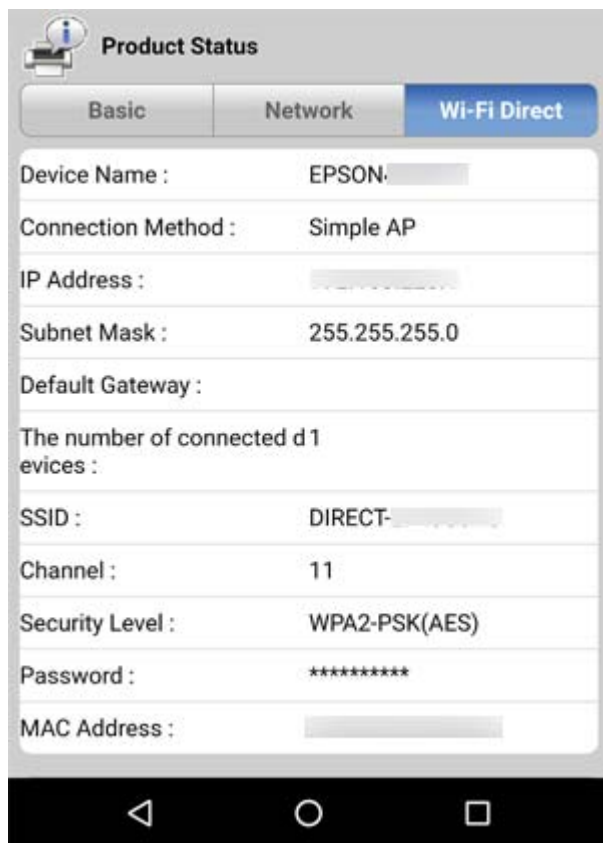 Product Status
Basic Network Wi-Fi Direct
Device Name : EPSON
Connection Method : Simple AP
IP Address :
Subnet Mask : 255.255.255.0
Default Gateway :
The number of connected d 1
evices :
SSID : DIRECT-
Channel : 11
Security Level : WPA2-PSK(AES)
Password : **********
MAC Address :